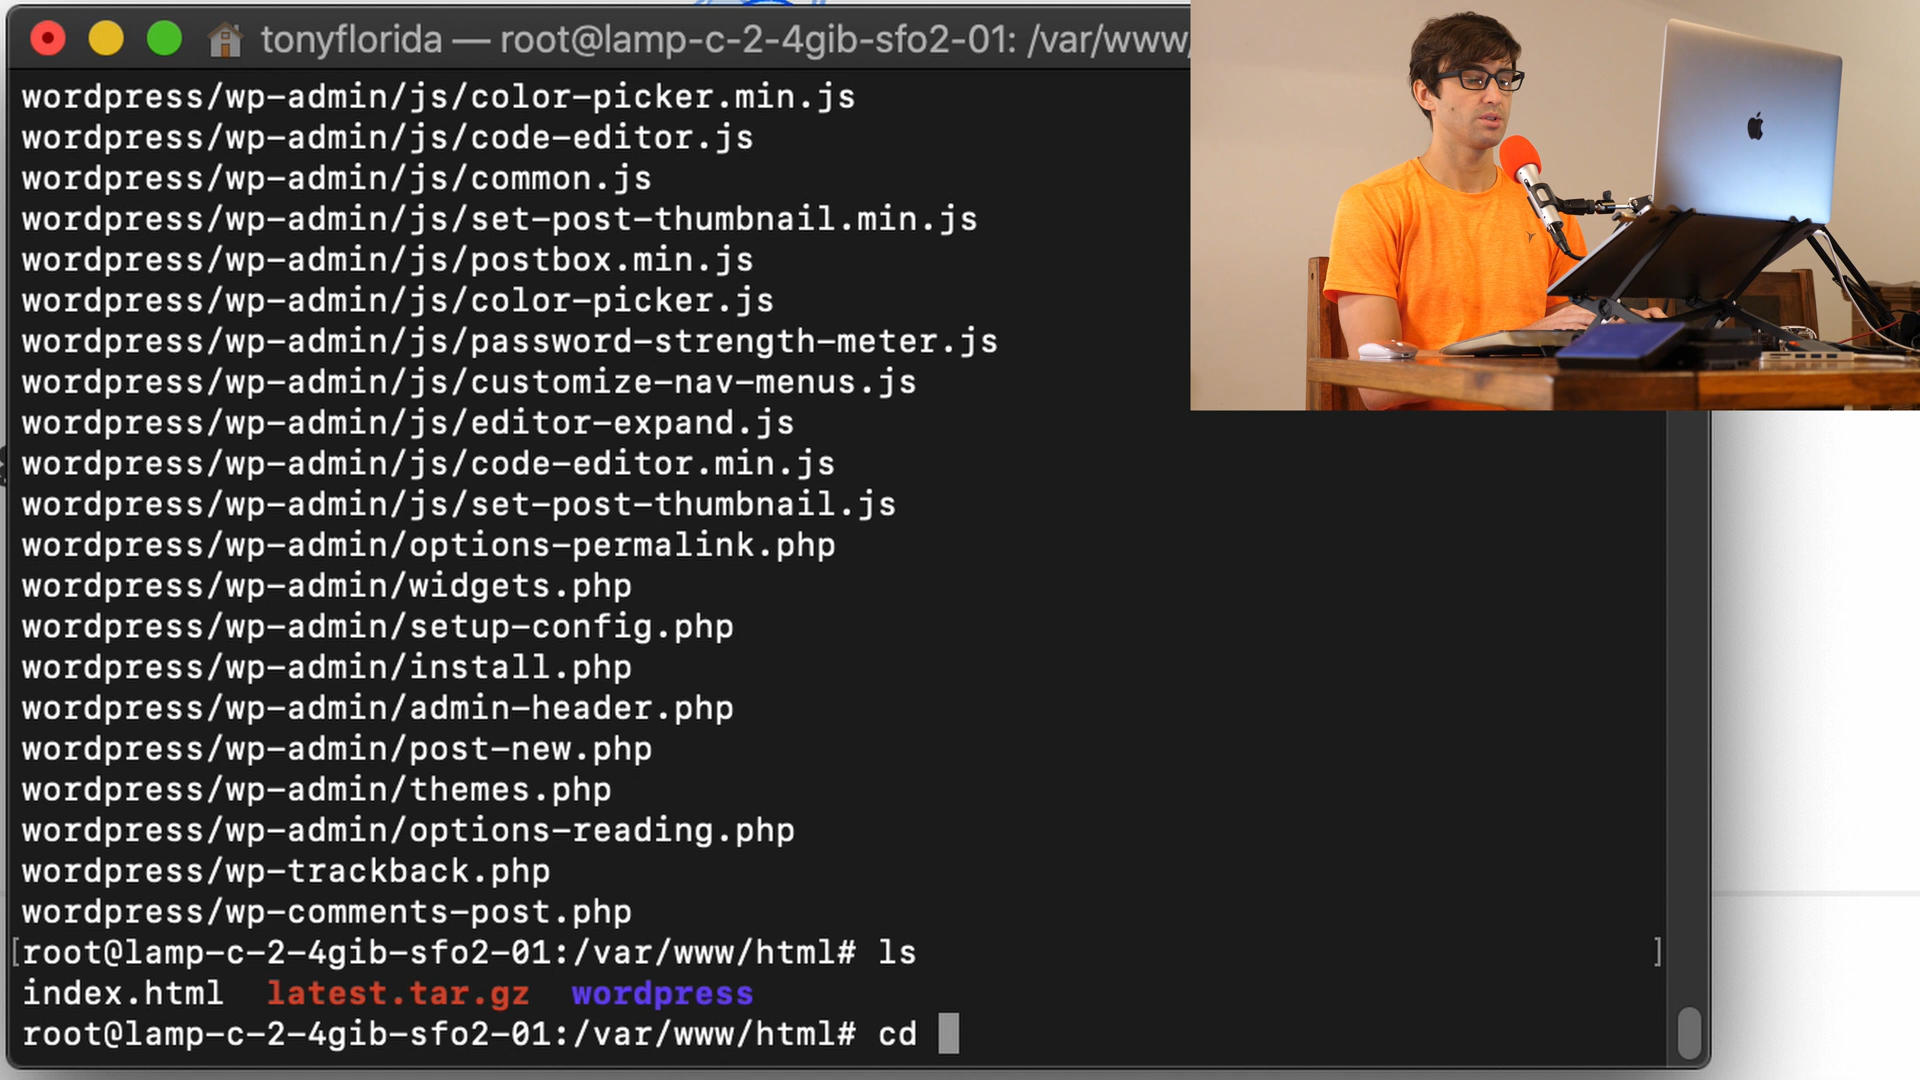 tonyflorida — root@lamp-c-2-4gib-sfo2-01: /var/www/
wordpress/wp-admin/js/color-picker.min.js
wordpress/wp-admin/js/code-editor.js
wordpress/wp-admin/js/common.js
wordpress/wp-admin/js/set-post-thumbnail.min.js
wordpress/wp-admin/js/postbox.min.js
wordpress/wp-admin/js/color-picker.js
wordpress/wp-admin/js/password-strength-meter.js
wordpress/wp-admin/js/customize-nav-menus.js
wordpress/wp-admin/js/editor-expand.js
wordpress/wp-admin/js/code-editor.min.js
wordpress/wp-admin/js/set-post-thumbnail.js
wordpress/wp-admin/options-permalink.php
wordpress/wp-admin/widgets.php
wordpress/wp-admin/setup-config.php
wordpress/wp-admin/install.php
wordpress/wp-admin/admin-header.php
wordpress/wp-admin/post-new.php
wordpress/wp-admin/themes.php
wordpress/wp-admin/options-reading.php
wordpress/wp-trackback.php
wordpress/wp-comments-post.php
[root@lamp-c-2-4gib-sfo2-01:/var/www/html# ls ]
index.html latest.tar.gz wordpress
root@lamp-c-2-4gib-sfo2-01:/var/www/html# cd